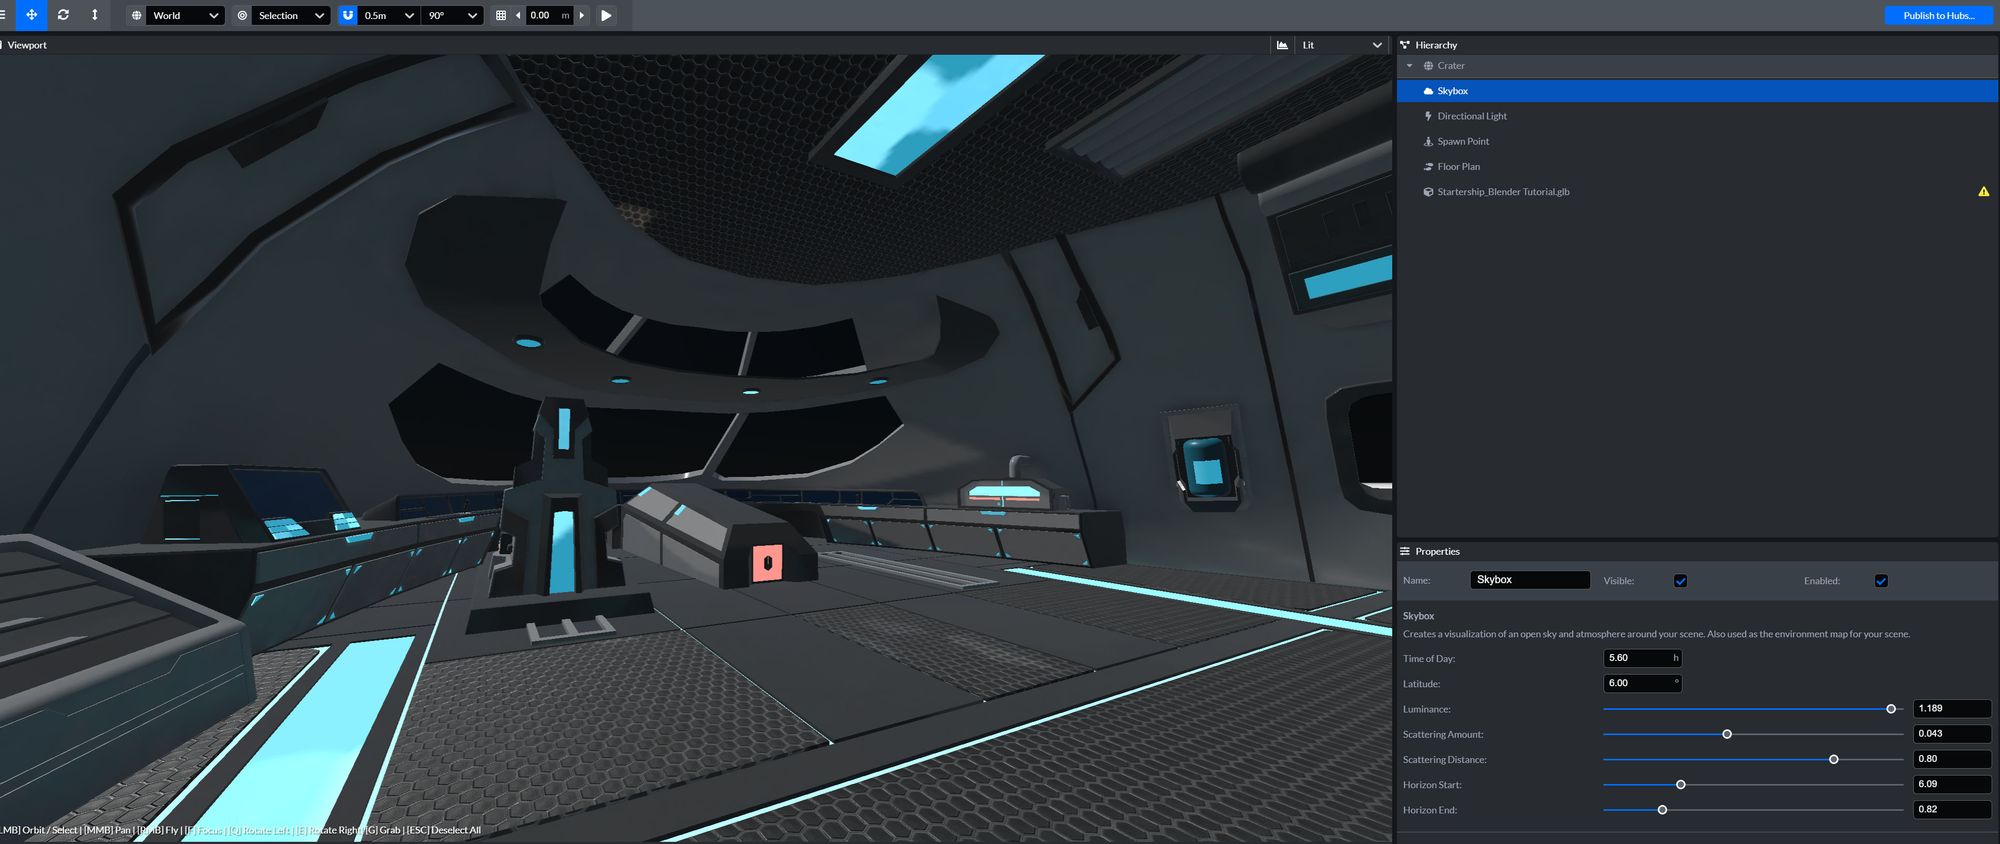 World
Selection
0.5m
90°
0.00 m
Publish to Hubs...
Viewport
Lit
Hierarchy
Crater
Skybox
Directional Light
Spawn Point
Floor Plan
Startership_Blender Tutorial.glb
Properties
Name: Skybox Visible: Enabled:
Skybox
Creates a visualization of an open sky and atmosphere around your scene. Also used as the environment map for your scene.
Time of Day: 5.60 h
Latitude: 6.00 °
Luminance: 1.189
Scattering Amount: 0.043
Scattering Distance: 0.80
Horizon Start: 6.09
Horizon End: 0.82
LMB] Orbit / Select | [MMB] Pan | [RMB] Fly | [F] Focus | [Q] Rotate Left | [E] Rotate Right [G] Grab | [ESC] Deselect All